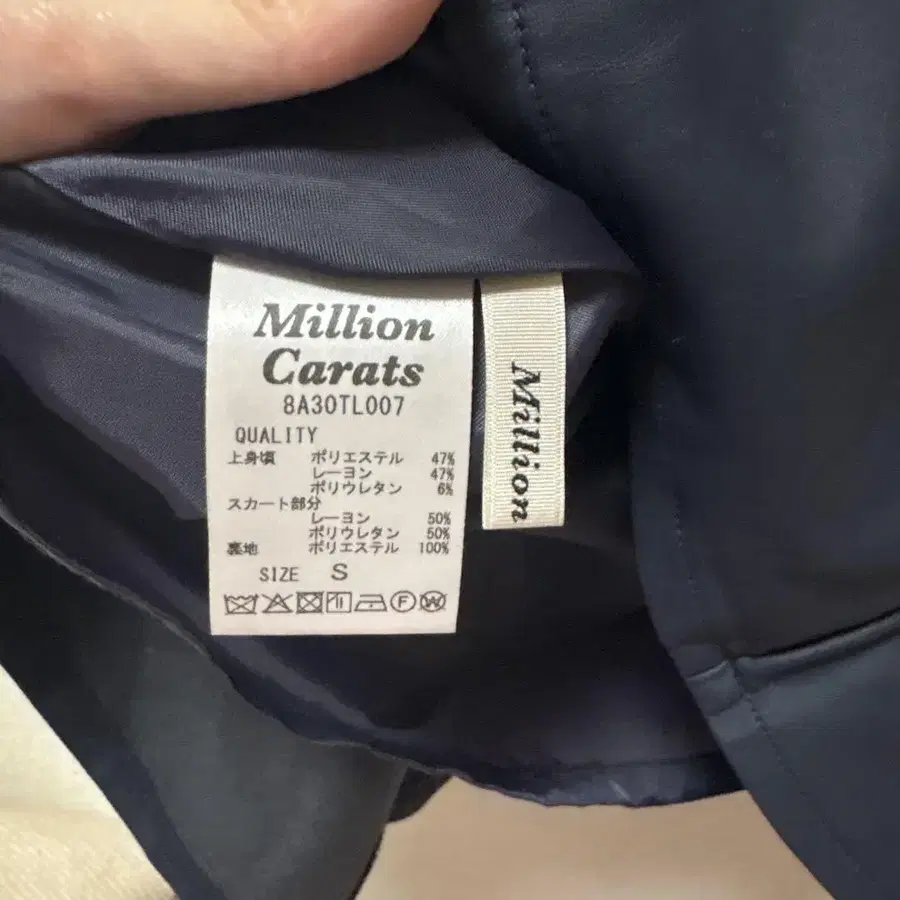 Million
Carats
8A30TL007
QUALITY
上身頃 ポリエステル 47%
レーヨン 47%
ポリウレタン 6%
スカート部分
レーヨン 50%
ポリウレタン 50%
裏地 ポリエステル 100%
SIZE S
F W
Million